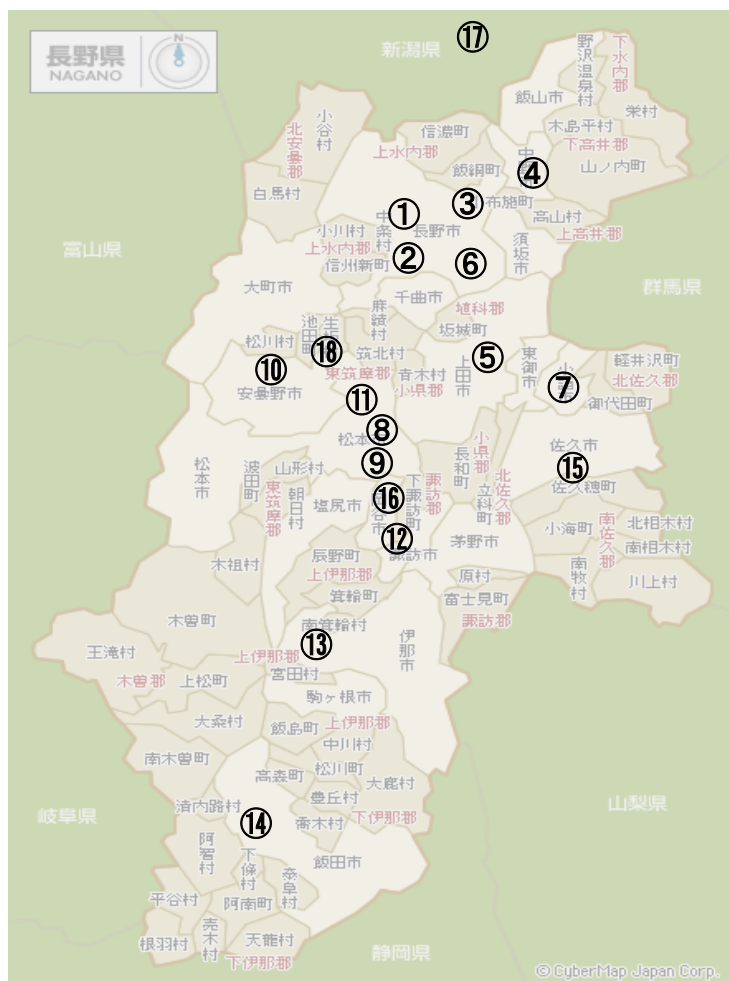 ⑰
新潟県
長野県
NAGANO
N
野沢温泉村
下水内郡
飯山市
栄村
小谷村
北安曇郡
信濃町
木島平村
上水内郡
下高井郡
飯綱町
④
山ノ内町
白馬村
①
③
布施町
高山村
中条村
小川村
長野市
須坂市
上高井郡
富山県
上水内郡
②
⑥
信州新町
大町市
群馬県
千曲市
麻績村
埴科郡
坂城町
池田町
生坂
松川村
⑱
筑北村
⑤
上田市
東御市
軽井沢町
⑩
東筑摩郡
青木村
小県郡
⑦
北佐久郡
安曇野市
⑪
御代田町
⑧
松本
佐久市
⑨
⑮
松本市
波田町
山形村
長和町
小県郡
佐久穂町
東筑摩郡
朝日村
塩尻市
⑯
下諏訪町
諏訪郡
立科町
北佐久郡
小海町
南佐久郡
北相木村
⑫
諏訪市
茅野市
南相木村
辰野町
木祖村
上伊那郡
原村
南牧村
川上村
箕輪町
富士見町
木曽町
諏訪郡
南箕輪村
伊那市
⑬
王滝村
上伊那郡
木曽郡
上松町
宮田村
駒ヶ根市
大桑村
飯島町
上伊那郡
中川村
南木曽町
松川町
高森町
大鹿村
豊丘村
清内路村
山梨県
岐阜県
⑭
喬木村
下伊那郡
阿智村
下條村
飯田市
泰阜村
平谷村
阿南町
売木村
根羽村
天龍村
静岡県
下伊那郡
© CyberMap Japan Corp.